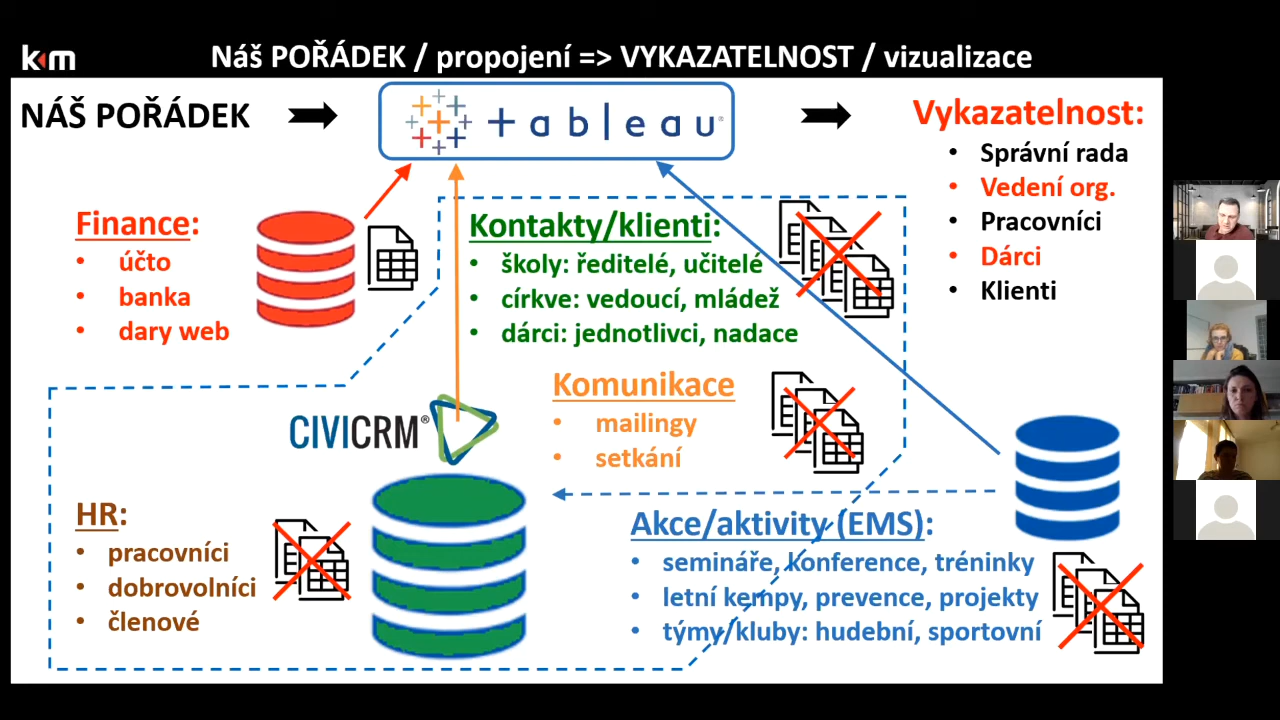 k‹m
Náš POŘÁDEK / propojení => VYKAZATELNOST / vizualizace
NÁŠ POŘÁDEK
+ a b | e a u®
Vykazatelnost:
• Správní rada
• Vedení org.
• Pracovníci
• Dárci
• Klienti
Finance:
• účto
• banka
• dary web
Kontakty/klienti:
• školy: ředitelé, učitelé
• církve: vedoucí, mládež
• dárci: jednotlivci, nadace
Komunikace
• mailingy
• setkání
CIVICRM®
HR:
• pracovníci
• dobrovolníci
• členové
Akce/aktivity (EMS):
• semináře, konference, tréninky
• letní kempy, prevence, projekty
• týmy/kluby: hudební, sportovní